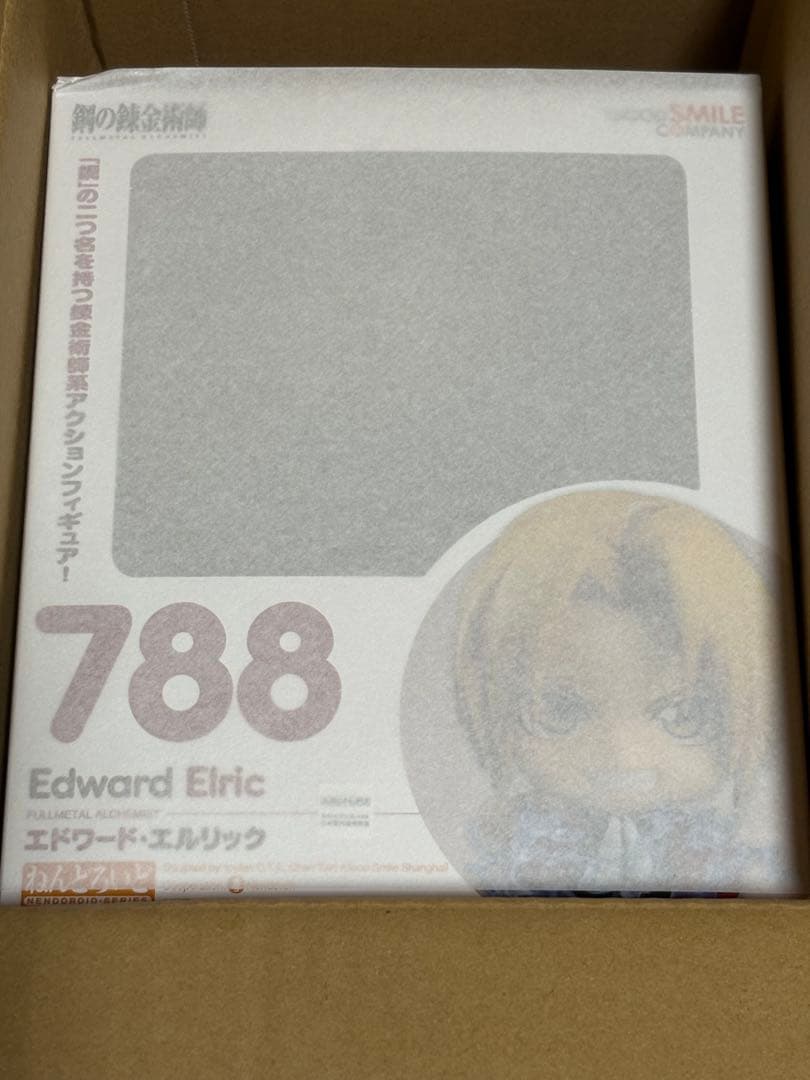 鋼の錬金術師
FULLMETAL ALCHEMIST
SMILE
COMPANY
「鋼」の二つ名を持つ錬金術師系アクションフィギュア!
788
Edward Elric
FULLMETAL ALCHEMIST
エドワード・エルリック
ねんどろいど
NENDOROID・SERIES